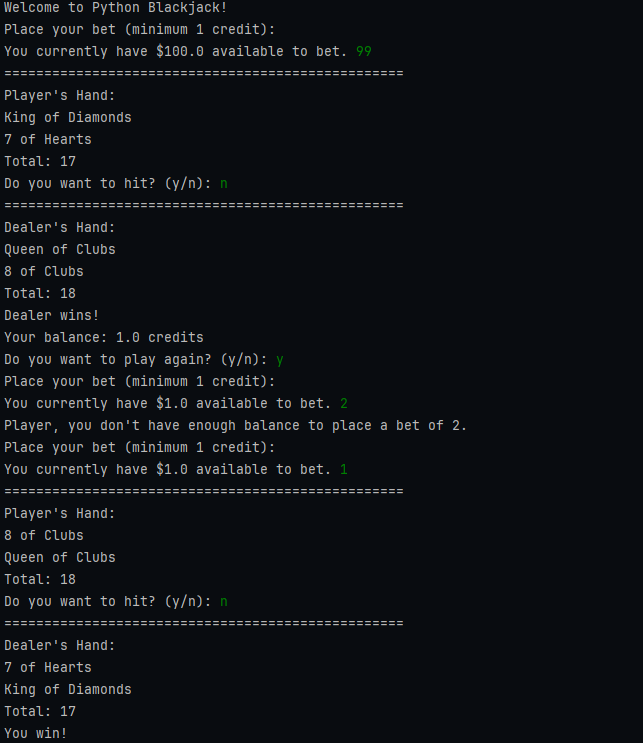 Welcome to Python Blackjack!
Place your bet (minimum 1 credit):
You currently have $100.0 available to bet. 99
==================================================
Player's Hand:
King of Diamonds
7 of Hearts
Total: 17
Do you want to hit? (y/n): n
==================================================
Dealer's Hand:
Queen of Clubs
8 of Clubs
Total: 18
Dealer wins!
Your balance: 1.0 credits
Do you want to play again? (y/n): y
Place your bet (minimum 1 credit):
You currently have $1.0 available to bet. 2
Player, you don't have enough balance to place a bet of 2.
Place your bet (minimum 1 credit):
You currently have $1.0 available to bet. 1
==================================================
Player's Hand:
8 of Clubs
Queen of Clubs
Total: 18
Do you want to hit? (y/n): n
==================================================
Dealer's Hand:
7 of Hearts
King of Diamonds
Total: 17
You win!